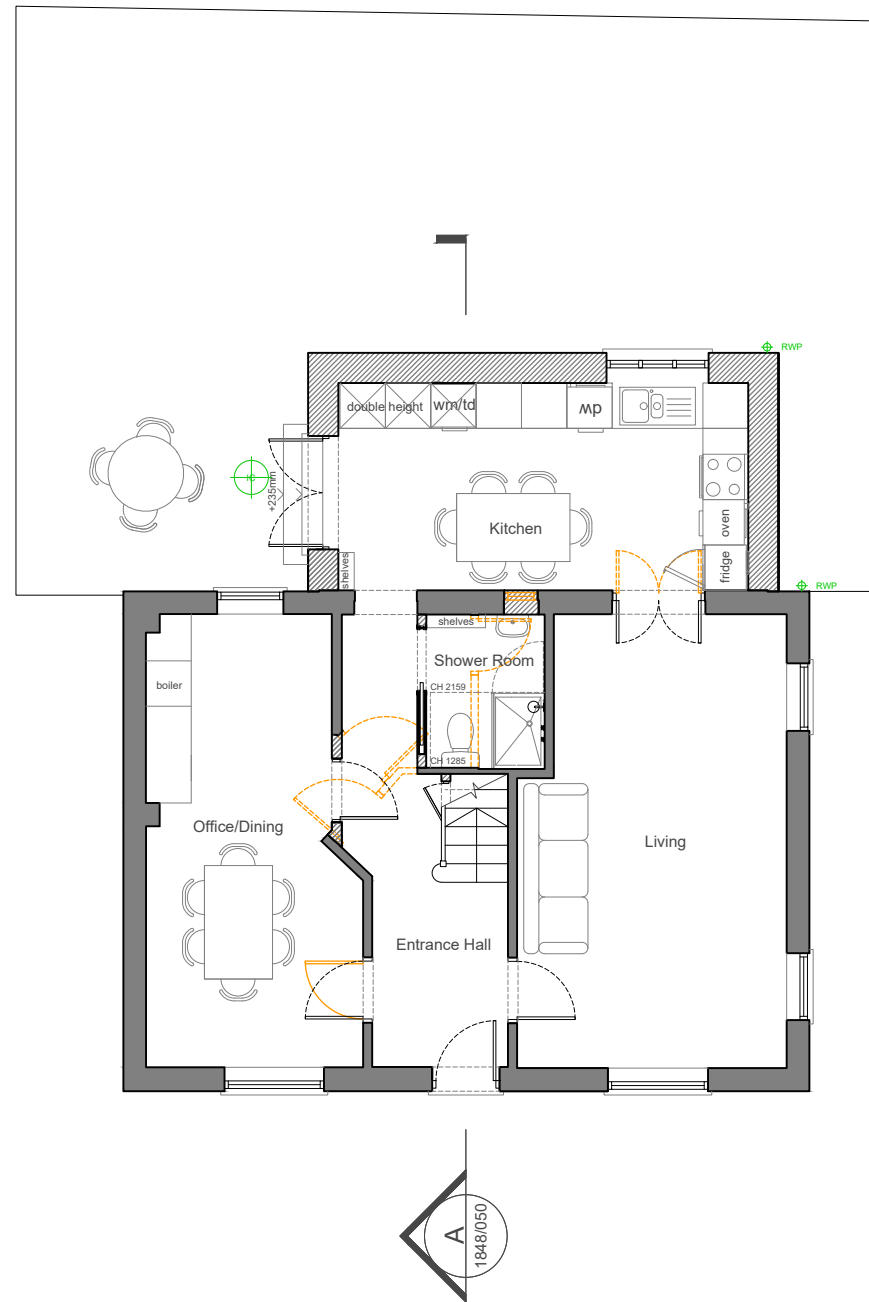 RWP
double height
wm/td
dw
+235mm
IC
Kitchen
oven
fridge
shelves
RWP
shelves
Shower Room
boiler
CH 2159
CH 1285
Office/Dining
Living
Entrance Hall
A
1848/050